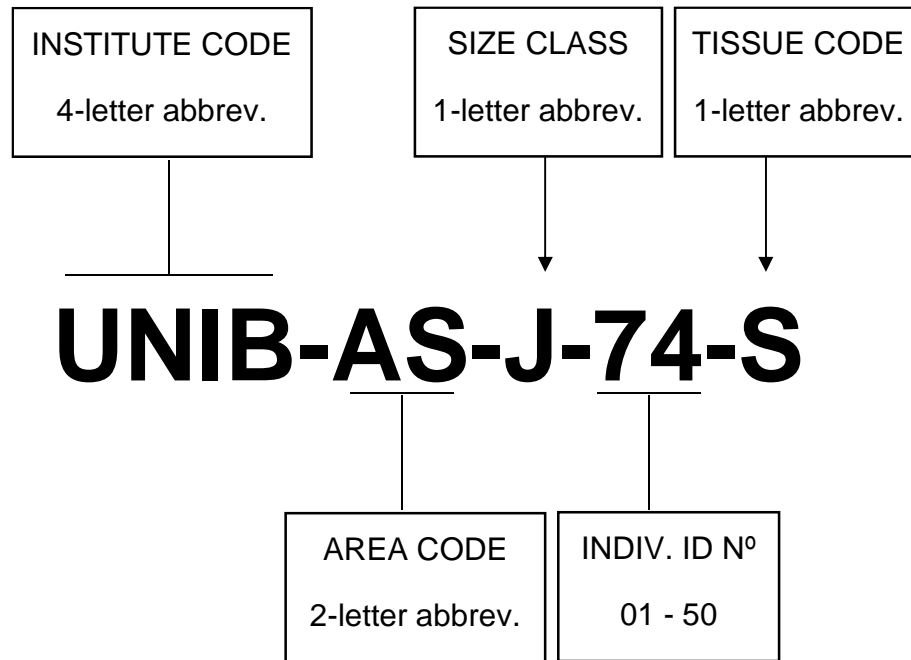 INSTITUTE CODE
4-letter abbrev.
SIZE CLASS
1-letter abbrev.
TISSUE CODE
1-letter abbrev.
UNIB-AS-J-74-S
AREA CODE
2-letter abbrev.
INDIV. ID Nº
01 - 50